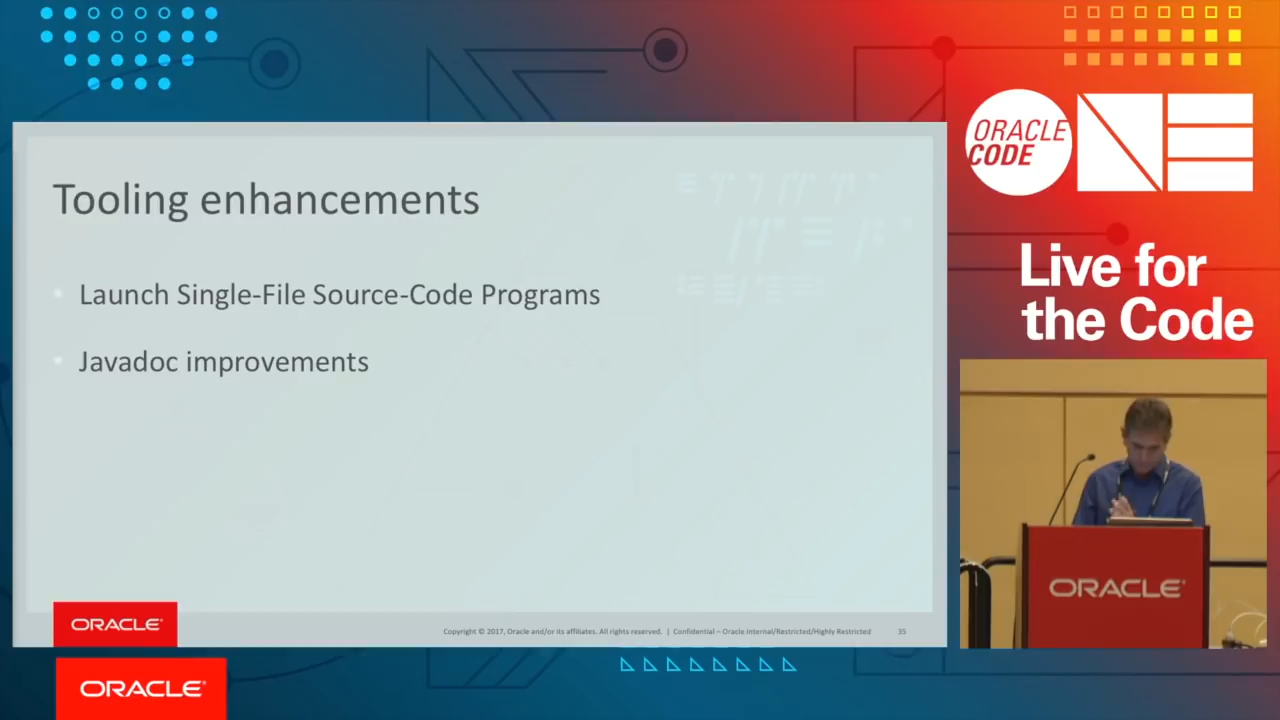 ORACLE
CODE
ONE
Live for
the Code
Tooling enhancements
• Launch Single-File Source-Code Programs
• Javadoc improvements
ORACLE®
Copyright © 2017, Oracle and/or its affiliates. All rights reserved. | Confidential – Oracle Internal/Restricted/Highly Restricted 35
ORACLE®
ORACLE®